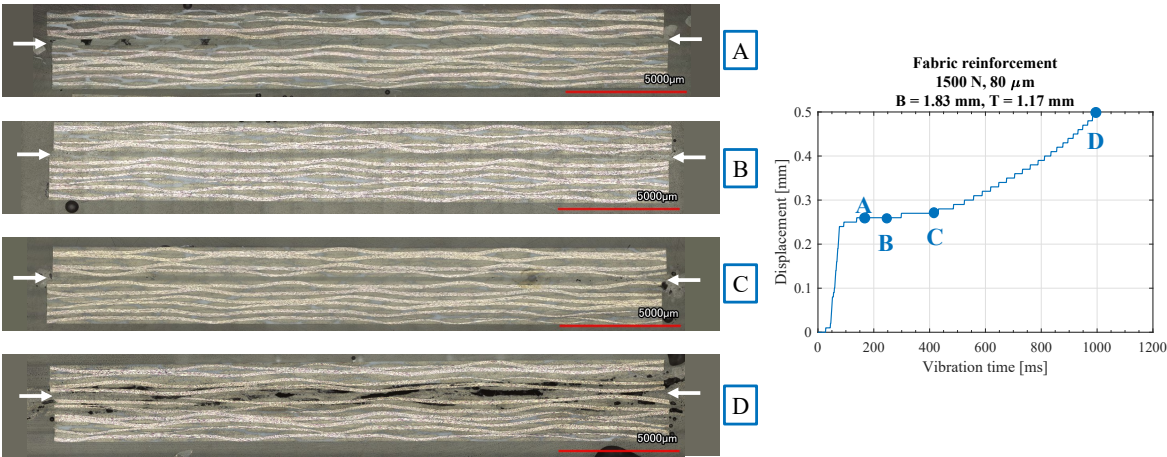 5000µm
A
5000µm
B
5000µm
C
5000µm
D
Fabric reinforcement
1500 N, 80 µm
B = 1.83 mm, T = 1.17 mm
Displacement [mm]
0.5
0.4
0.3
0.2
0.1
0
A
B
C
D
0 200 400 600 800 1000 1200
Vibration time [ms]